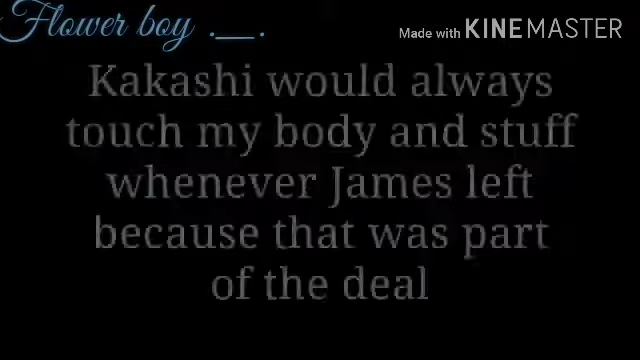 Flower boy .__.
Made with KINEMASTER
Kakashi would always
touch my body and stuff
whenever James left
because that was part
of the deal